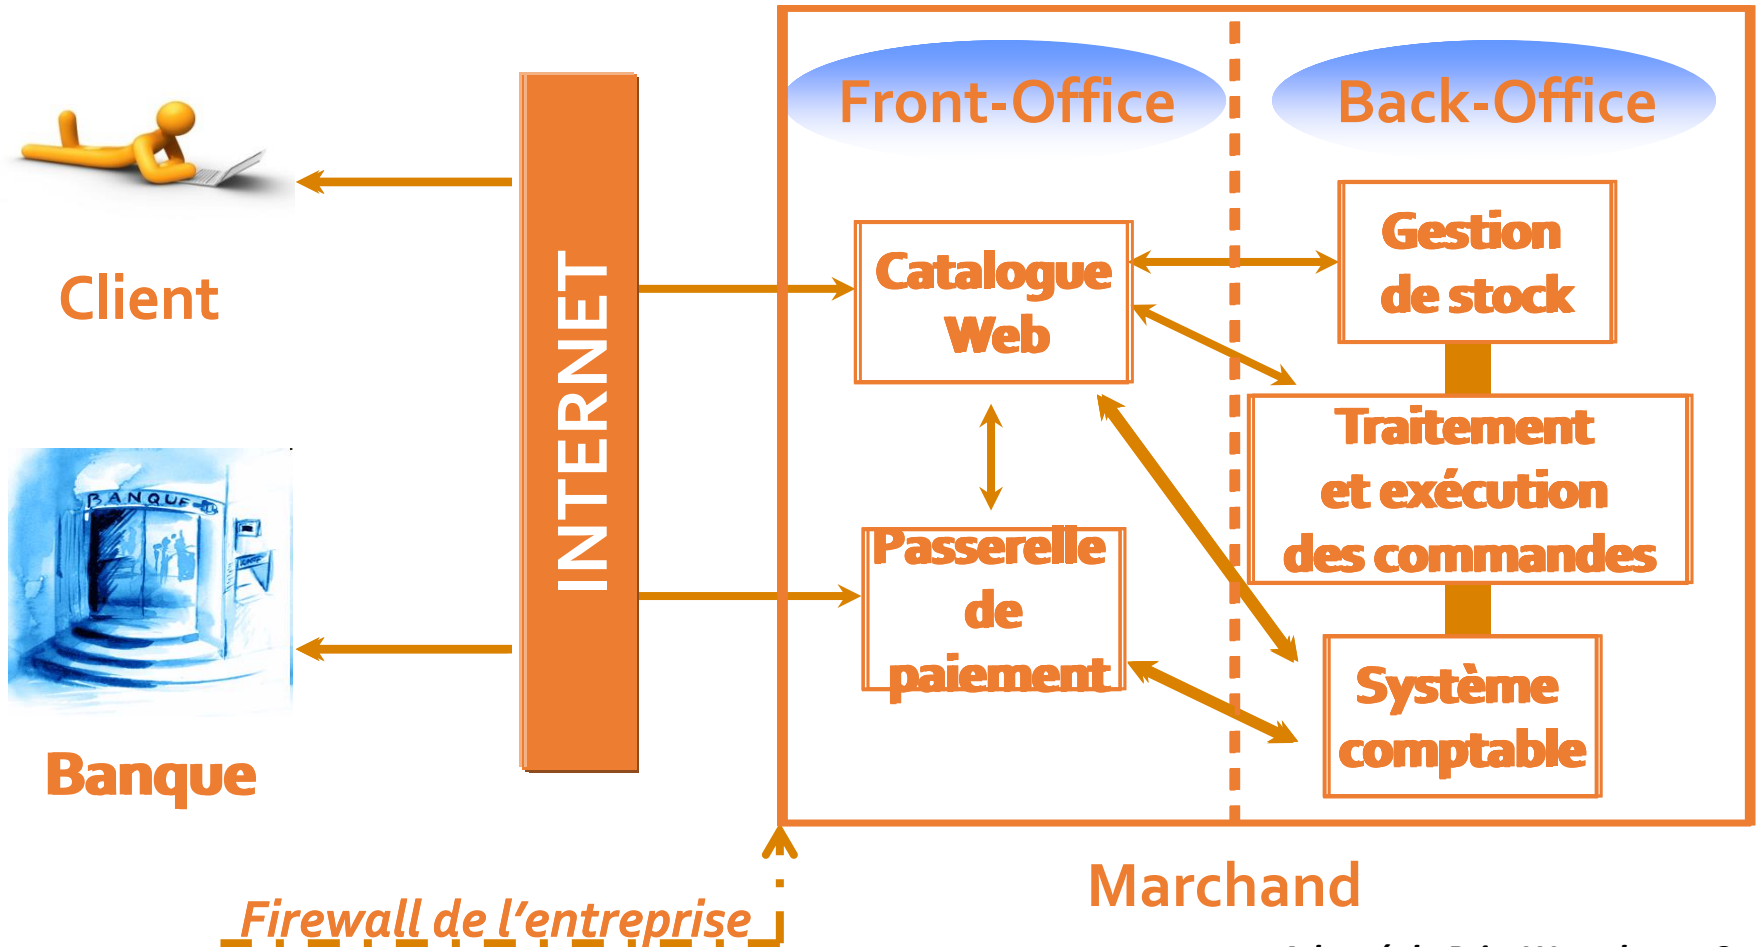 Front-Office
Back-Office
Client
INTERNET
Catalogue
Web
Gestion
de stock
Traitement
et exécution
des commandes
BANQUE
Passerelle
de
paiement
Système
comptable
Banque
Marchand
Firewall de l’entreprise